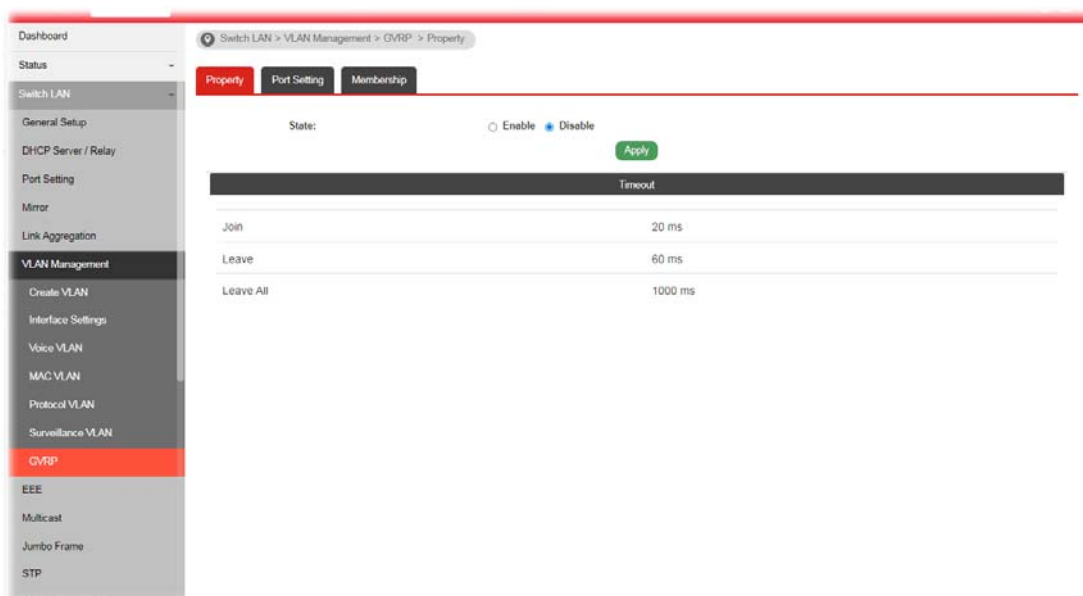 Dashboard
Status
Switch LAN
General Setup
DHCP Server / Relay
Port Setting
Mirror
Link Aggregation
VLAN Management
Create VLAN
Interface Settings
Voice VLAN
MAC VLAN
Protocol VLAN
Surveillance VLAN
GVRP
EEE
Multicast
Jumbo Frame
STP
Switch LAN > VLAN Management > GVRP > Property
Property Port Setting Membership
State: Enable Disable
Apply
Timeout
Join 20 ms
Leave 60 ms
Leave All 1000 ms